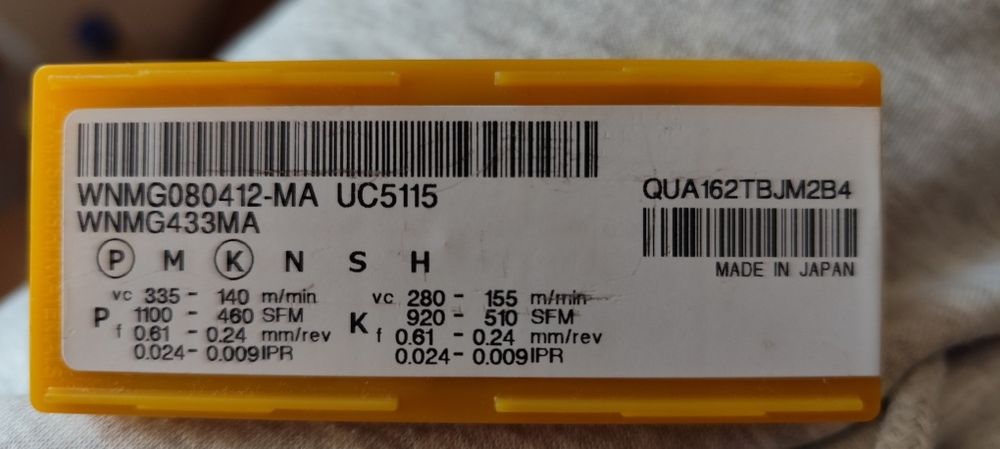 WNMG080412-MA UC5115
WNMG433MA
QUA162TBJM2B4
MADE IN JAPAN
P M K N S H
P vc 335 - 140 m/min
1100 - 460 SFM
f 0.61 - 0.24 mm/rev
0.024 - 0.009 IPR
K vc 280 - 155 m/min
920 - 510 SFM
f 0.61 - 0.24 mm/rev
0.024 - 0.009 IPR